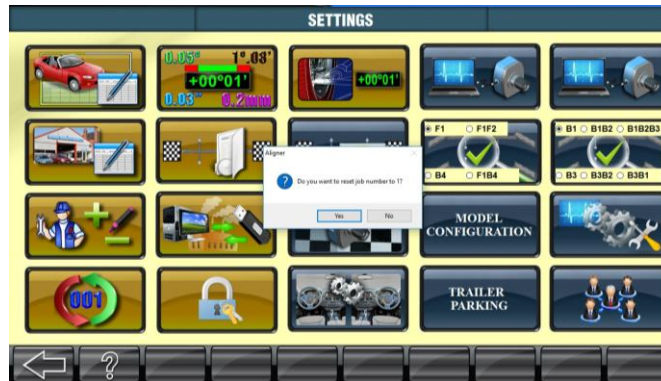 SETTINGS
0.05° 1°.03'
+00°01'
0.03" 0.2mm
+00°01'
F1 F1F2
B4 F1B4
B1 B1B2 B1B2B3
B3 B3B2 B3B1
Aligner
Do you want to reset job number to 1?
Yes No
MODEL
CONFIGURATION
001
TRAILER
PARKING
?